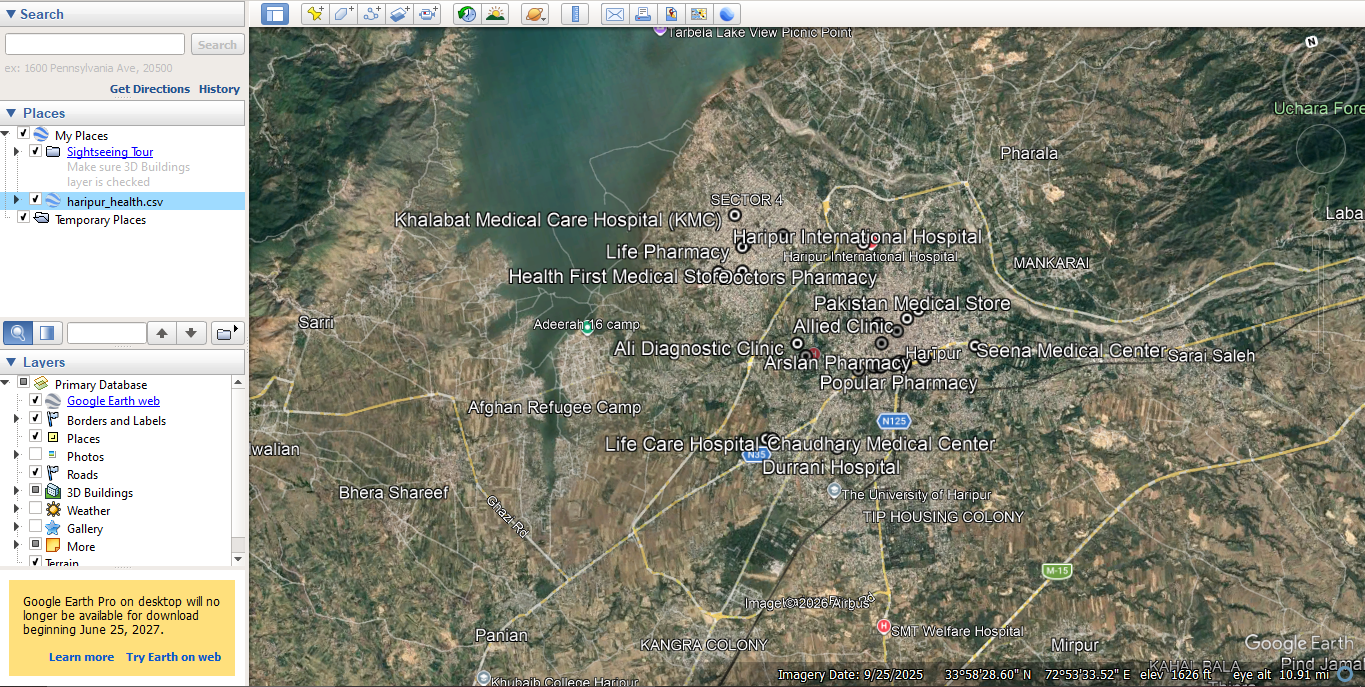 Search
Search
ex: 1600 Pennsylvania Ave, 20500
Get Directions History
Places
My Places
Sightseeing Tour
Make sure 3D Buildings
layer is checked
haripur_health.csv
Temporary Places
Layers
Primary Database
Google Earth web
Borders and Labels
Places
Photos
Roads
3D Buildings
Weather
Gallery
More
Terrain
Google Earth Pro on desktop will no
longer be available for download
beginning June 25, 2027.
Learn more Try Earth on web
Tarbela Lake View Picnic Point
N
Uchara Fore
Pharala
SECTOR 4
Laba
Khalabat Medical Care Hospital (KMC)
Haripur International Hospital
Life Pharmacy
Haripur International Hospital
MANKARAI
Health First Medical Store
Doctors Pharmacy
Pakistan Medical Store
Sarri
Adeerah 16 camp
Allied Clinic
Ali Diagnostic Clinic
Haripur
Seena Medical Center
Sarai Saleh
Arslan Pharmacy
Popular Pharmacy
Afghan Refugee Camp
N125
Life Care Hospital
Chaudhary Medical Center
walian
N35
Durrani Hospital
Bhera Shareef
The University of Haripur
Ghazi Rd
TIP HOUSING COLONY
M-15
Image © 2026 Airbus
Rd
H
SMT Welfare Hospital
Panian
KANGRA COLONY
Mirpur
Google Earth
KAHAL BALA
Pind Jamal
Imagery Date: 9/25/2025 33°58'28.60" N 72°53'33.52" E elev 1626 ft eye alt 10.91 mi
Khubaib College Haripur